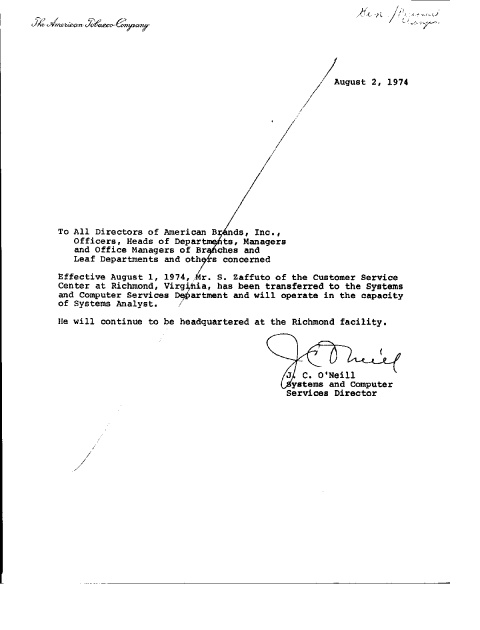 The American Tobacco Company
Gen /Personnel
Changes
August 2, 1974
To All Directors of American Brands, Inc.,
Officers, Heads of Departments, Managers
and Office Managers of Branches and
Leaf Departments and others concerned
Effective August 1, 1974, Mr. S. Zaffuto of the Customer Service
Center at Richmond, Virginia, has been transferred to the Systems
and Computer Services Department and will operate in the capacity
of Systems Analyst.
He will continue to be headquartered at the Richmond facility.
J C O'Neill
J. C. O'Neill
Systems and Computer
Services Director